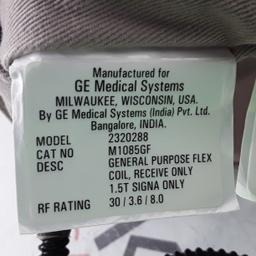 Manufactured for
GE Medical Systems
MILWAUKEE, WISCONSIN, USA.
By GE Medical Systems (India) Pvt. Ltd.
Bangalore, INDIA.
MODEL 2320288
CAT NO M1085GF
DESC GENERAL PURPOSE FLEX
COIL, RECEIVE ONLY
1.5T SIGNA ONLY
RF RATING 30 / 3.6 / 8.0